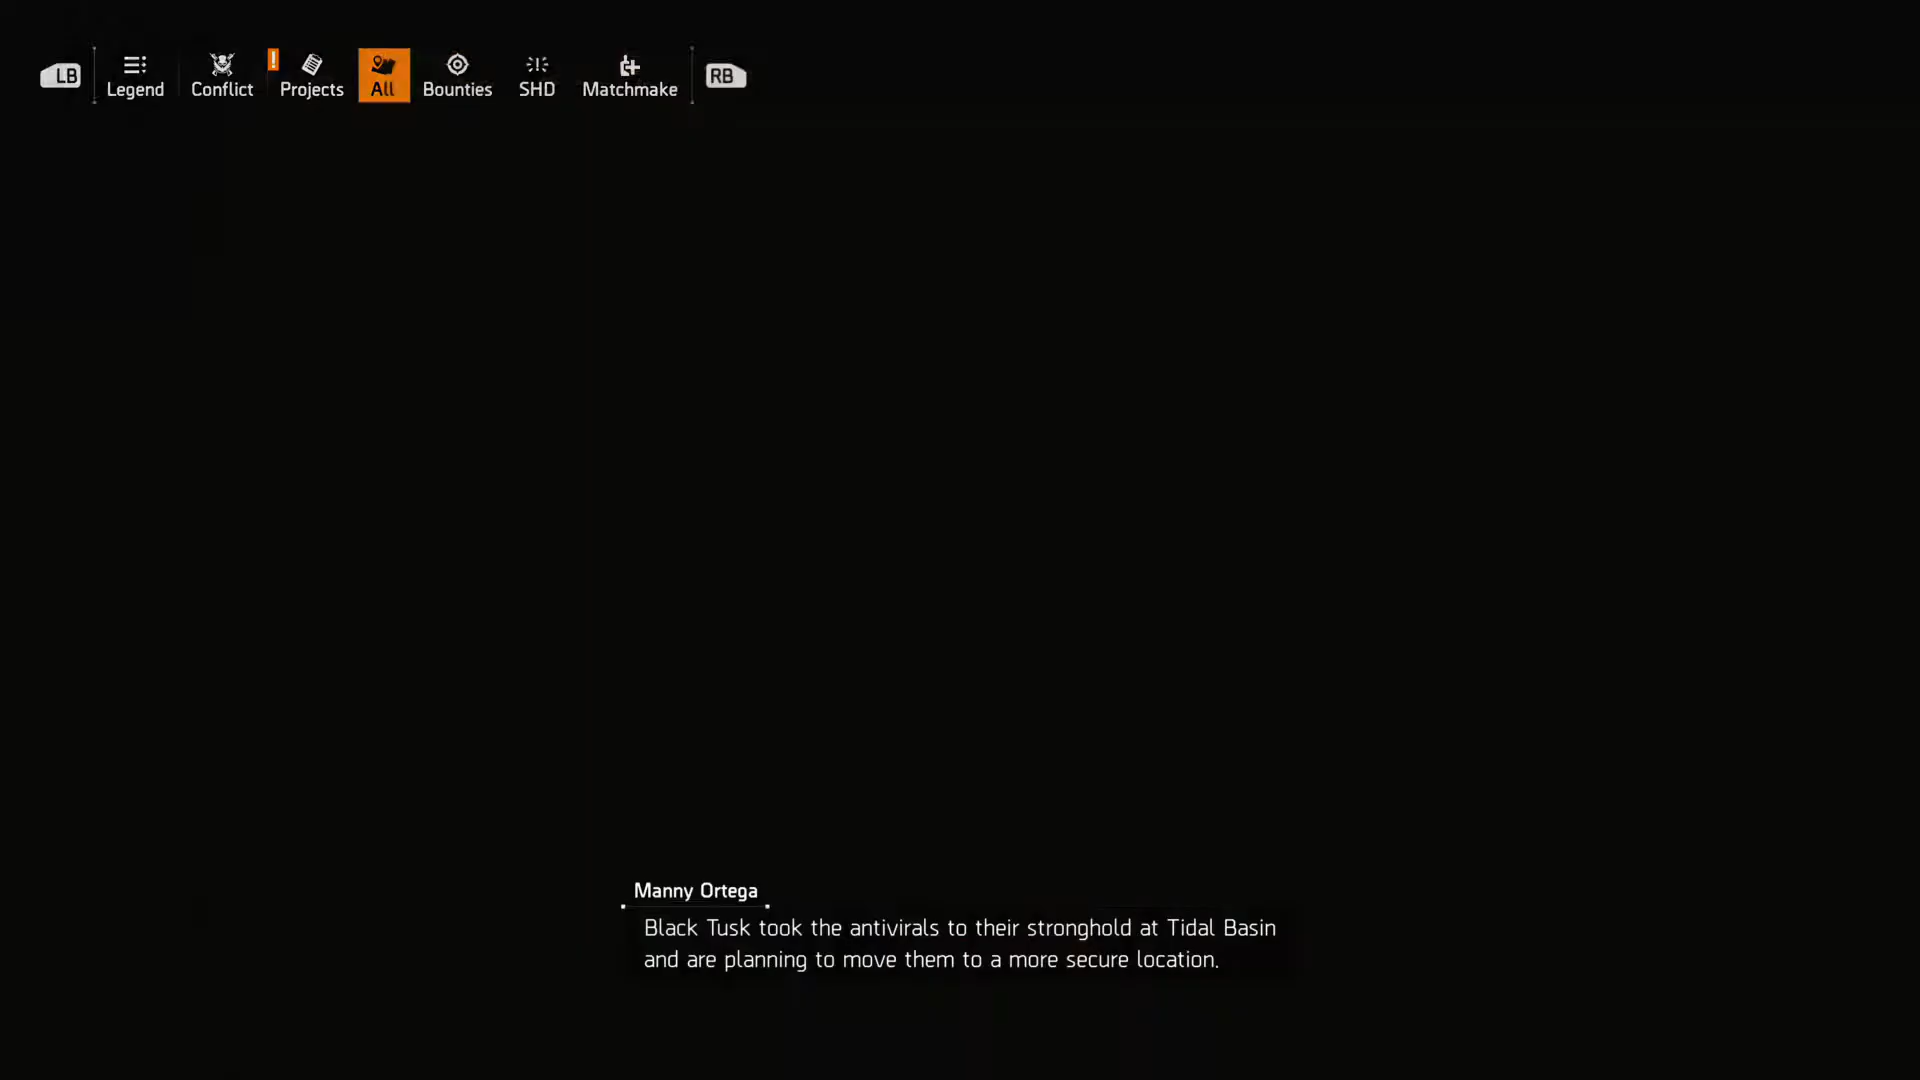 LB Legend Conflict ! Projects All Bounties SHD Matchmake RB
Manny Ortega
Black Tusk took the antivirals to their stronghold at Tidal Basin
and are planning to move them to a more secure location.